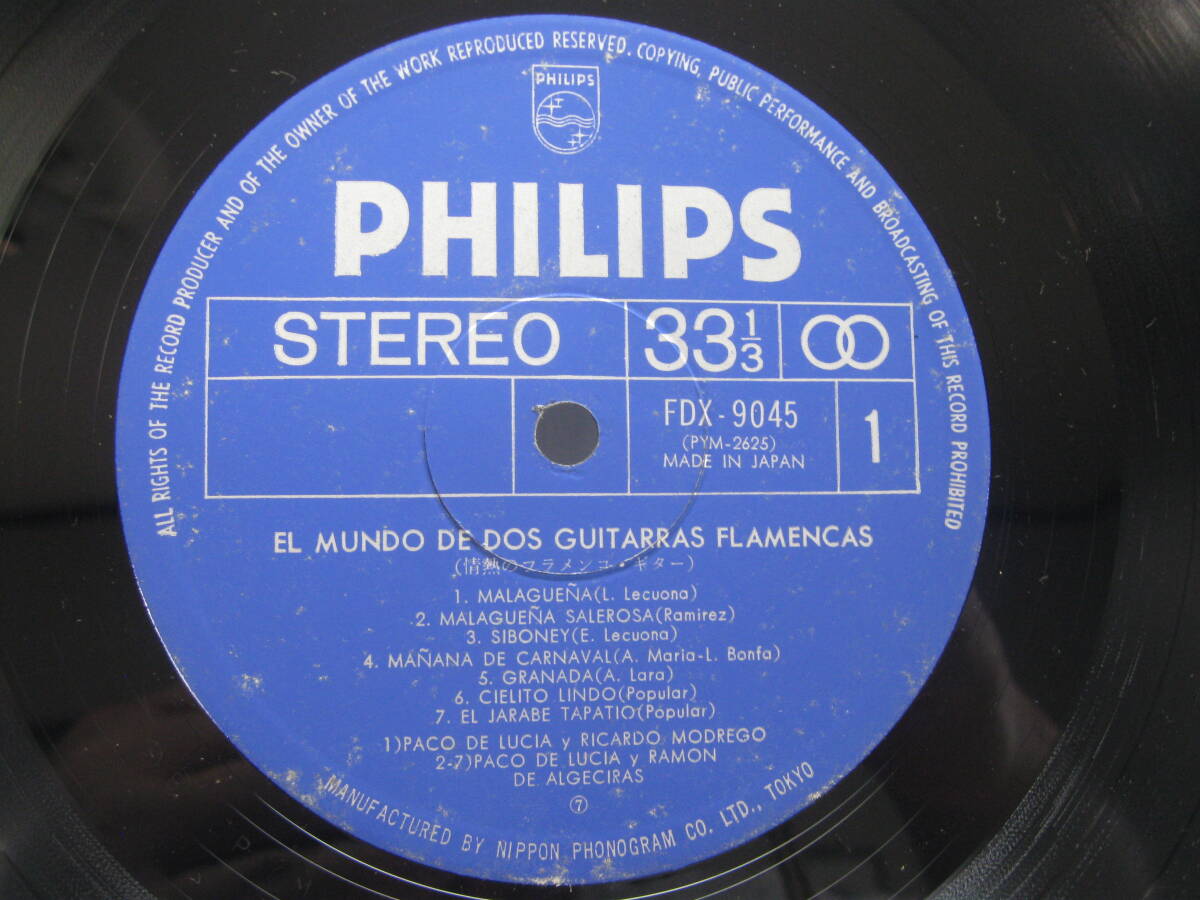 ALL RIGHTS OF THE RECORD PRODUCER AND OF THE OWNER OF THE WORK REPRODUCED RESERVED. COPYING, PUBLIC PERFORMANCE AND BROADCASTING OF THIS RECORD PROHIBITED
PHILIPS
PHILIPS
STEREO
33 1/3
FDX-9045
(PYM-2625)
MADE IN JAPAN
1
EL MUNDO DE DOS GUITARRAS FLAMENCAS
(情熱のフラメンコ・ギター)
1. MALAGUEÑA(L. Lecuona)
2. MALAGUEÑA SALEROSA(Ramirez)
3. SIBONEY(E. Lecuona)
4. MAÑANA DE CARNAVAL(A. Maria-L. Bonfa)
5. GRANADA(A. Lara)
6. CIELITO LINDO(Popular)
7. EL JARABE TAPATIO(Popular)
1)PACO DE LUCIA y RICARDO MODREGO
2-7)PACO DE LUCIA y RAMON
DE ALGECIRAS
⑦
MANUFACTURED BY NIPPON PHONOGRAM CO. LTD., TOKYO